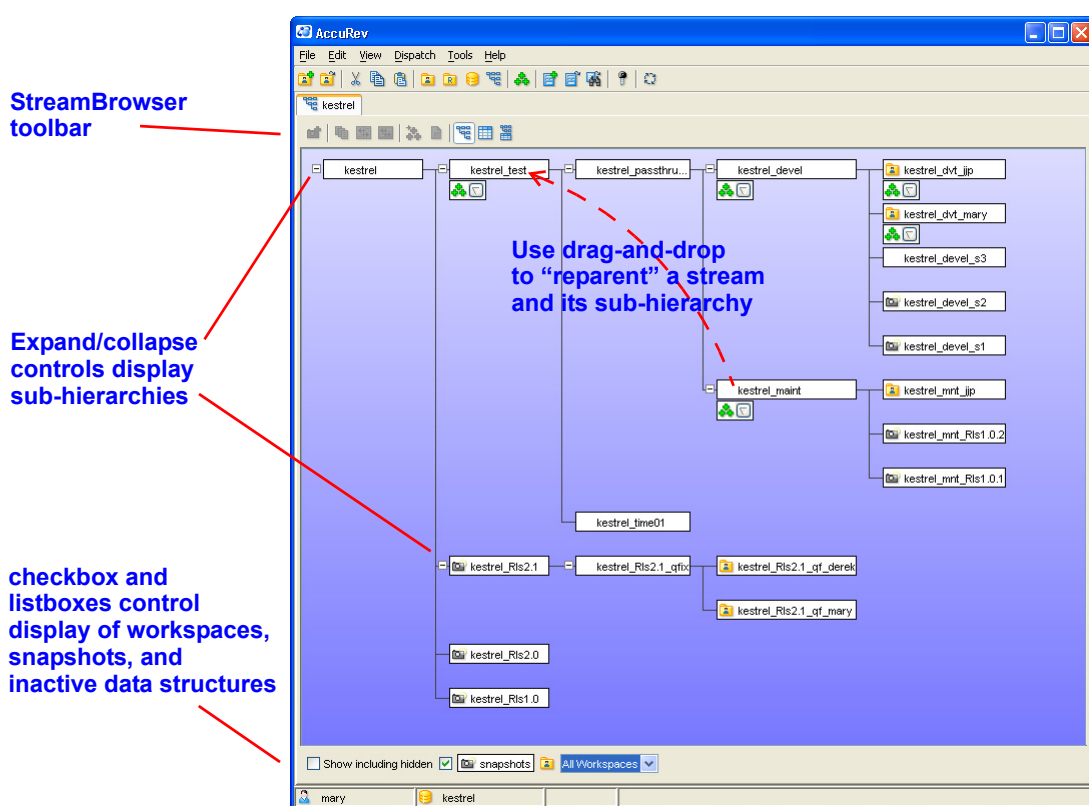 AccuRev
File Edit View Dispatch Tools Help
kestrel
StreamBrowser
toolbar
kestrel kestrel_test kestrel_passthru... kestrel_devel kestrel_dvt_jjp
kestrel_dvt_mary
kestrel_devel_s3
kestrel_devel_s2
kestrel_devel_s1
Use drag-and-drop
to “reparent” a stream
and its sub-hierarchy
Expand/collapse
controls display
sub-hierarchies
kestrel_maint kestrel_mnt_jjp
kestrel_mnt_Rls1.0.2
kestrel_mnt_Rls1.0.1
kestrel_time01
kestrel_Rls2.1 kestrel_Rls2.1_qfix kestrel_Rls2.1_qf_derek
kestrel_Rls2.1_qf_mary
kestrel_Rls2.0
kestrel_Rls1.0
checkbox and
listboxes control
display of workspaces,
snapshots, and
inactive data structures
Show including hidden snapshots All Workspaces
mary kestrel